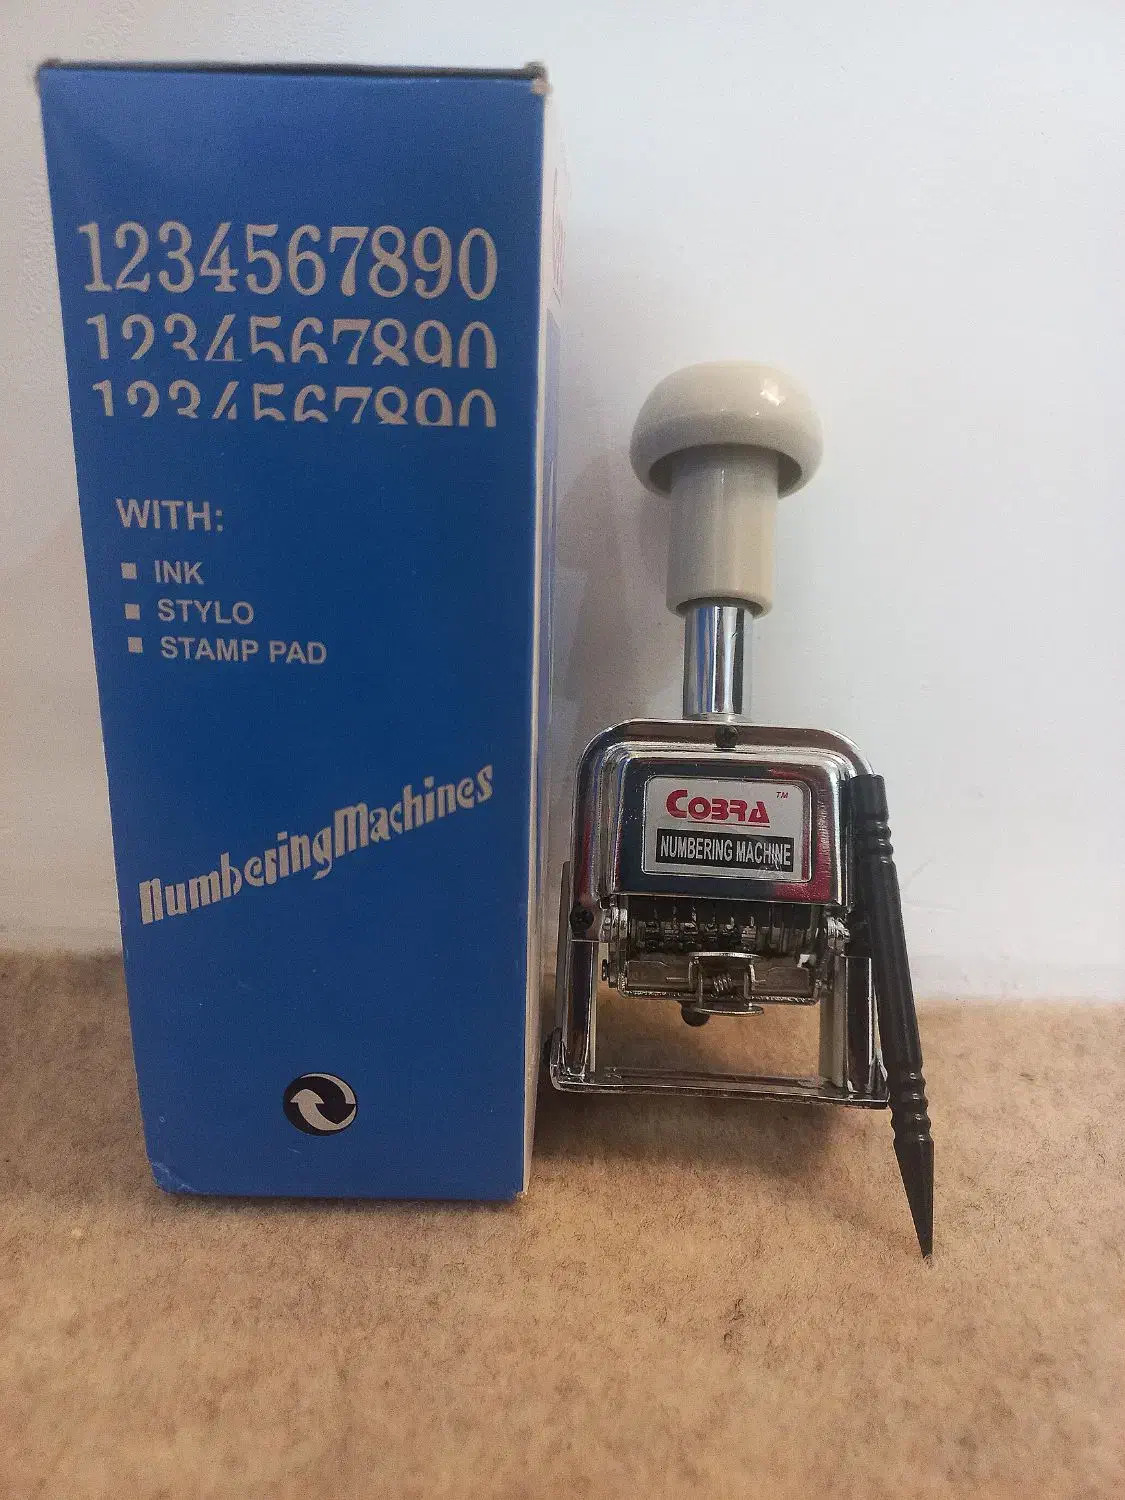 1234567890
1234567890
1234567890
WITH:
INK
STYLO
STAMP PAD
NumberingMachines
COBRA TM
NUMBERING MACHINE